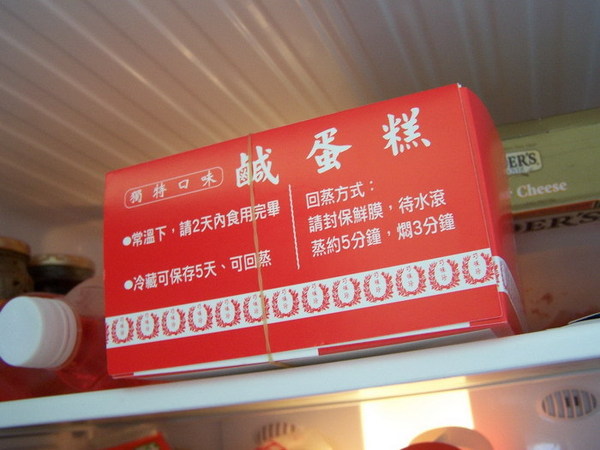 獨特口味
鹹蛋糕
●常溫下，請2天內食用完畢
●冷藏可保存5天、可回蒸
回蒸方式：
請封保鮮膜，待水滾
蒸約5分鐘，燜3分鐘
Cheese